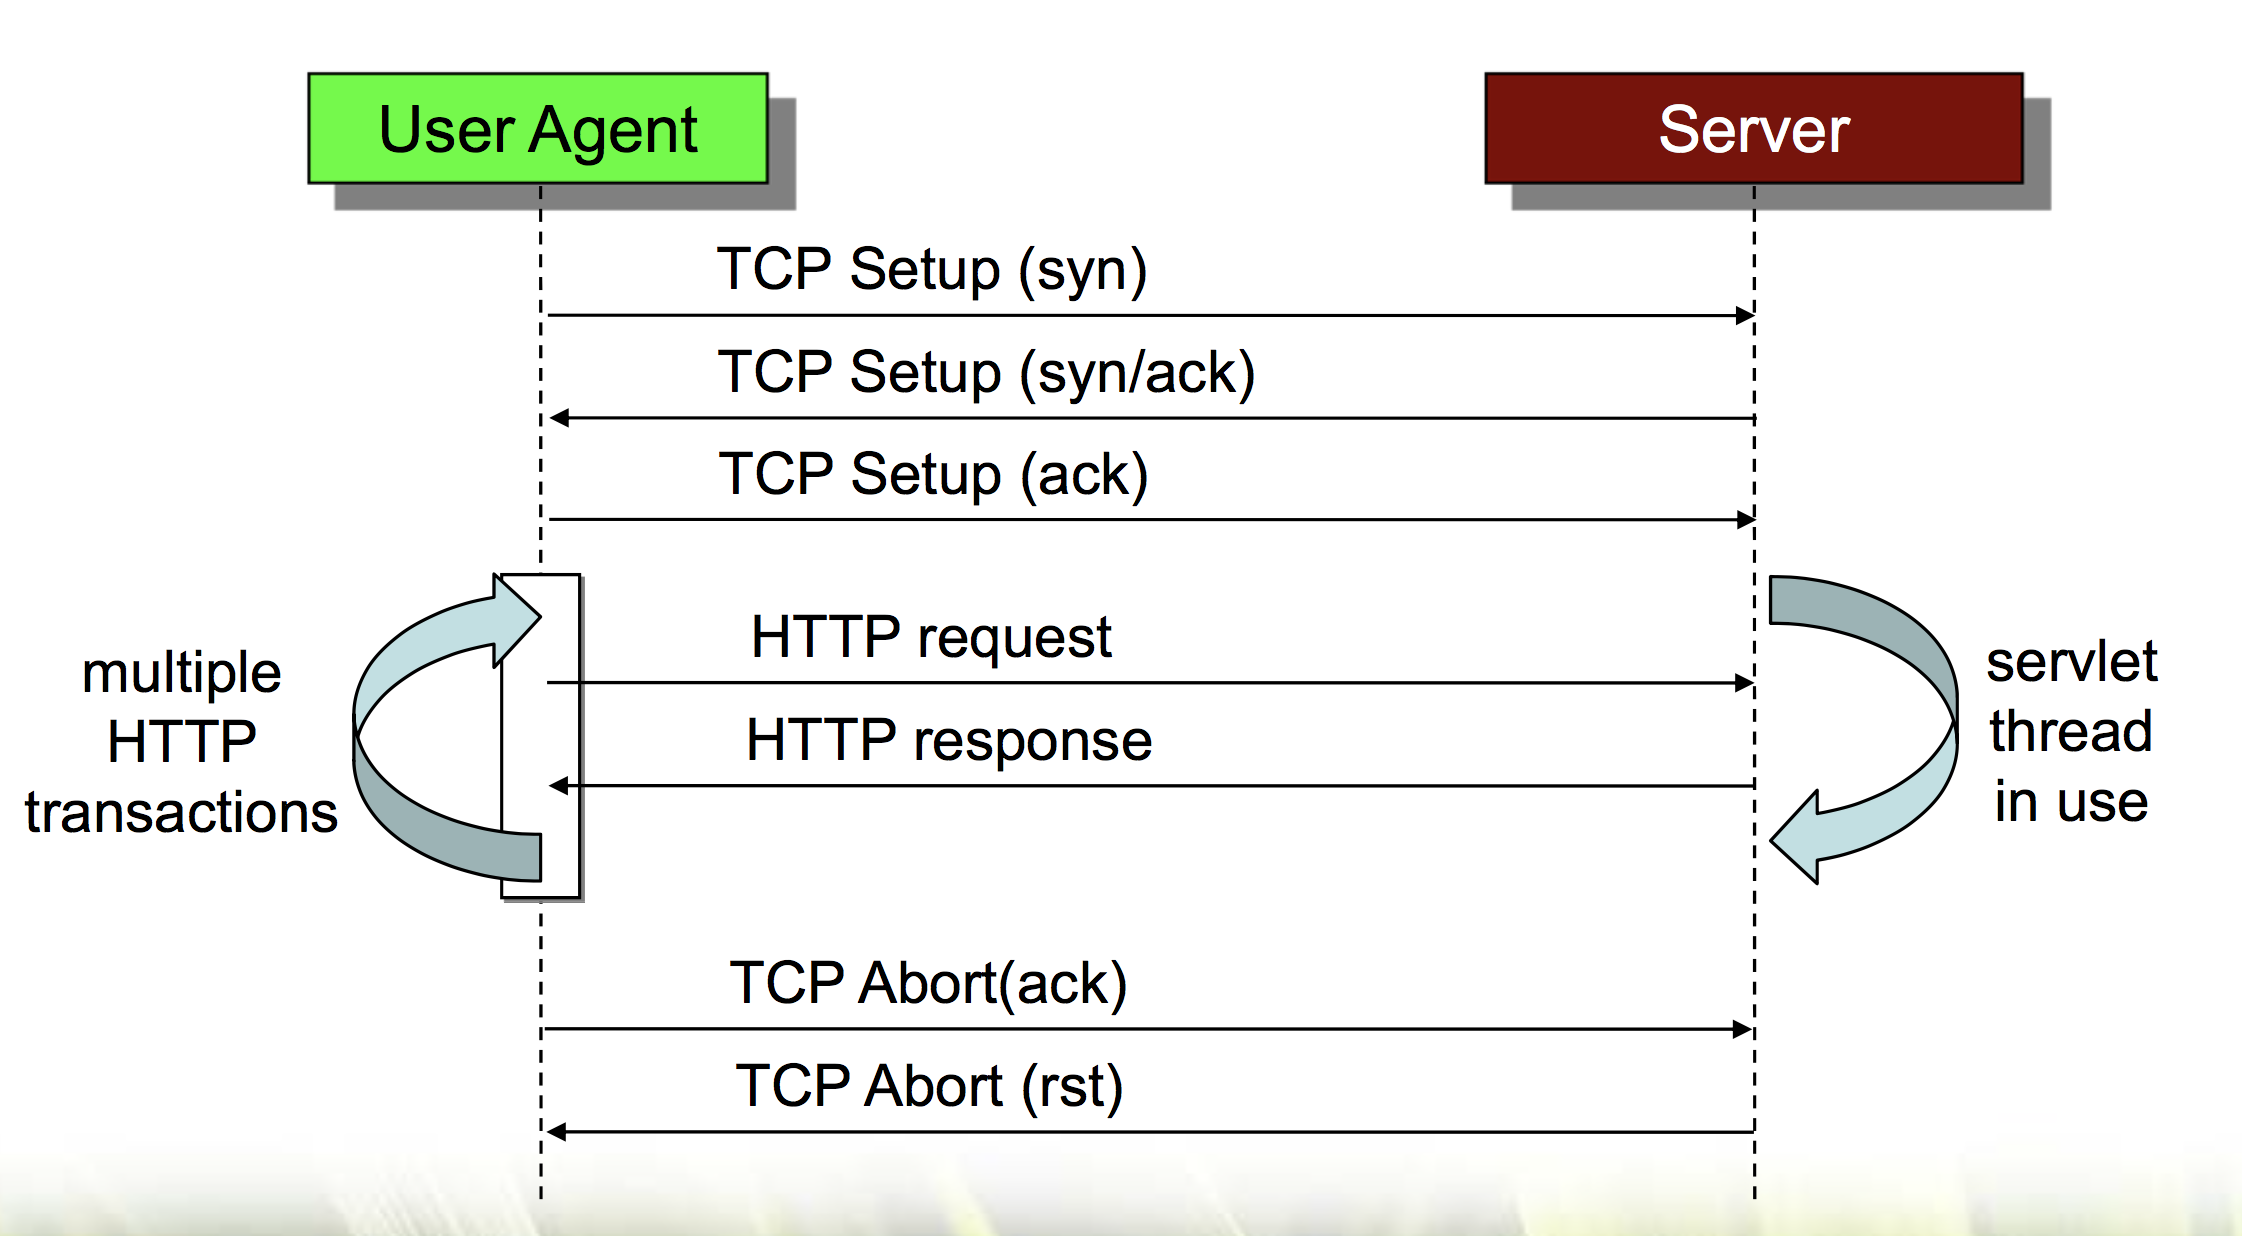 User Agent
Server
TCP Setup (syn)
TCP Setup (syn/ack)
TCP Setup (ack)
multiple
HTTP
transactions
HTTP request
HTTP response
servlet
thread
in use
TCP Abort(ack)
TCP Abort (rst)